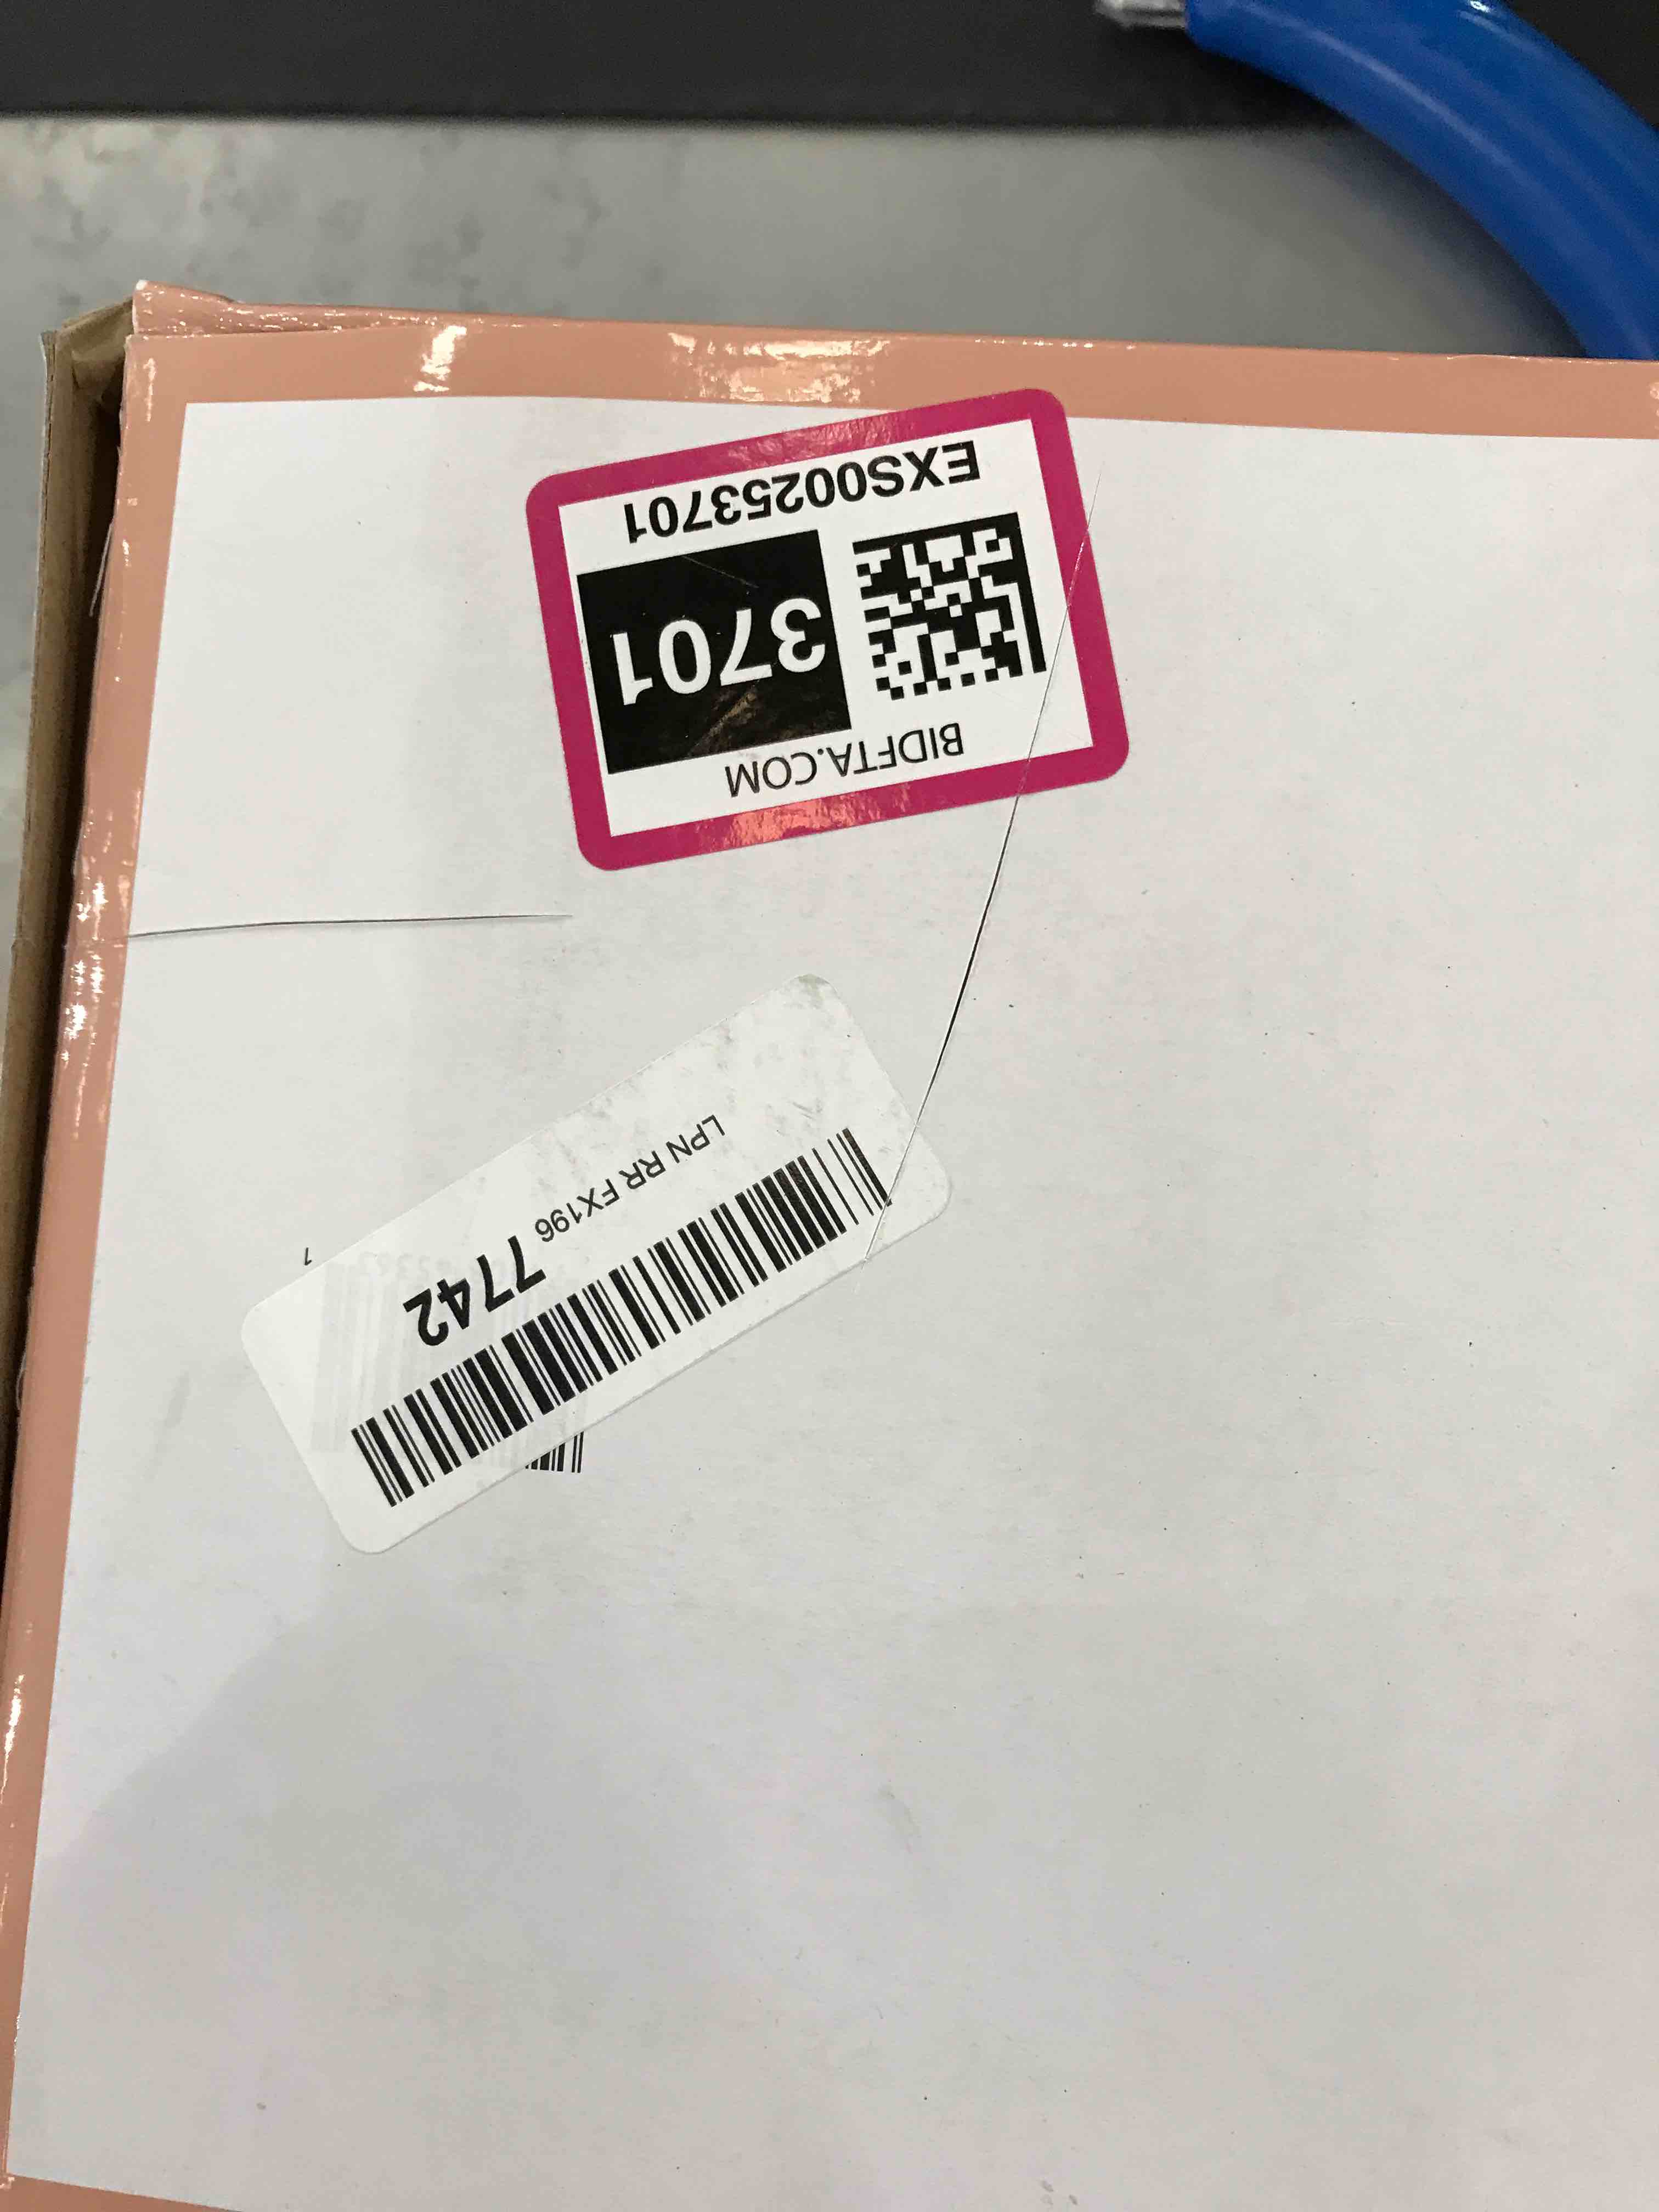 BIDFTA.COM
3701
EXS00253701
LPN RR FX196 7742